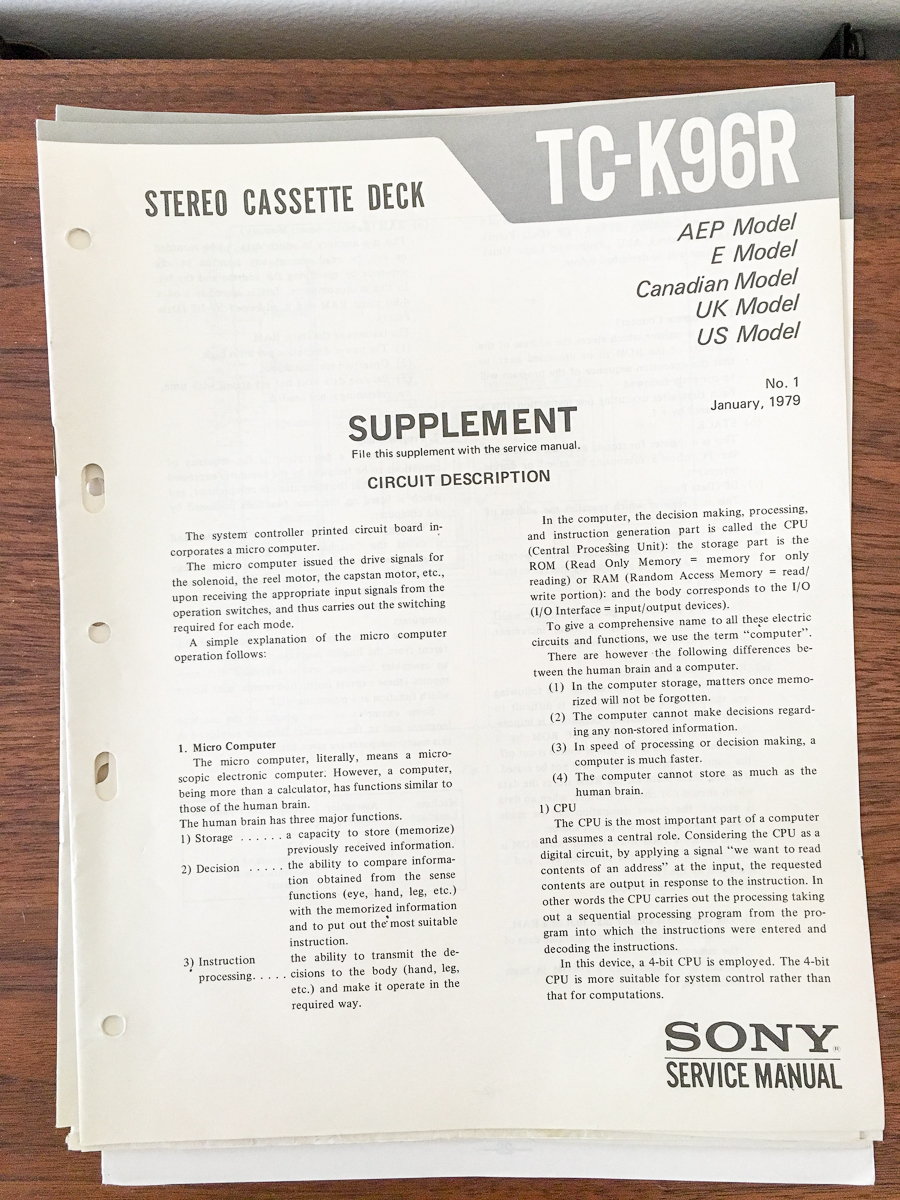 TC-K96R
STEREO CASSETTE DECK
AEP Model
E Model
Canadian Model
UK Model
US Model
No. 1
January, 1979
SUPPLEMENT
File this supplement with the service manual.
CIRCUIT DESCRIPTION
The system controller printed circuit board in-
corporates a micro computer.
The micro computer issued the drive signals for
the solenoid, the reel motor, the capstan motor, etc.,
upon receiving the appropriate input signals from the
operation switches, and thus carries out the switching
required for each mode.
A simple explanation of the micro computer
operation follows:
1. Micro Computer
The micro computer, literally, means a micro-
scopic electronic computer. However, a computer,
being more than a calculator, has functions similar to
those of the human brain.
The human brain has three major functions.
1) Storage ...... a capacity to store (memorize)
previously received information.
2) Decision ..... the ability to compare informa-
tion obtained from the sense
functions (eye, hand, leg, etc.)
with the memorized information
and to put out the most suitable
instruction.
3) Instruction the ability to transmit the de-
processing..... cisions to the body (hand, leg,
etc.) and make it operate in the
required way.
In the computer, the decision making, processing,
and instruction generation part is called the CPU
(Central Processing Unit): the storage part is the
ROM (Read Only Memory = memory for only
reading) or RAM (Random Access Memory = read/
write portion): and the body corresponds to the I/O
(I/O Interface = input/output devices).
To give a comprehensive name to all these electric
circuits and functions, we use the term "computer".
There are however the following differences be-
tween the human brain and a computer.
(1) In the computer storage, matters once memo-
rized will not be forgotten.
(2) The computer cannot make decisions regard-
ing any non-stored information.
(3) In speed of processing or decision making, a
computer is much faster.
(4) The computer cannot store as much as the
human brain.
1) CPU
The CPU is the most important part of a computer
and assumes a central role. Considering the CPU as a
digital circuit, by applying a signal "we want to read
contents of an address" at the input, the requested
contents are output in response to the instruction. In
other words the CPU carries out the processing taking
out a sequential processing program from the pro-
gram into which the instructions were entered and
decoding the instructions.
In this device, a 4-bit CPU is employed. The 4-bit
CPU is more suitable for system control rather than
that for computations.
SONY®
SERVICE MANUAL